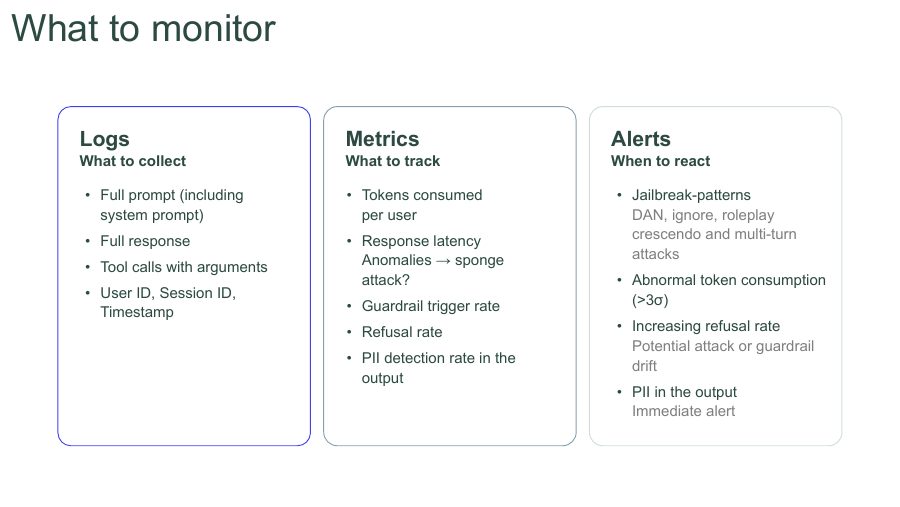 What to monitor
Logs
What to collect
• Full prompt (including
system prompt)
• Full response
• Tool calls with arguments
• User ID, Session ID,
Timestamp
Metrics
What to track
• Tokens consumed
per user
• Response latency
Anomalies → sponge
attack?
• Guardrail trigger rate
• Refusal rate
• PII detection rate in the
output
Alerts
When to react
• Jailbreak-patterns
DAN, ignore, roleplay
crescendo and multi-turn
attacks
• Abnormal token consumption
(>3σ)
• Increasing refusal rate
Potential attack or guardrail
drift
• PII in the output
Immediate alert